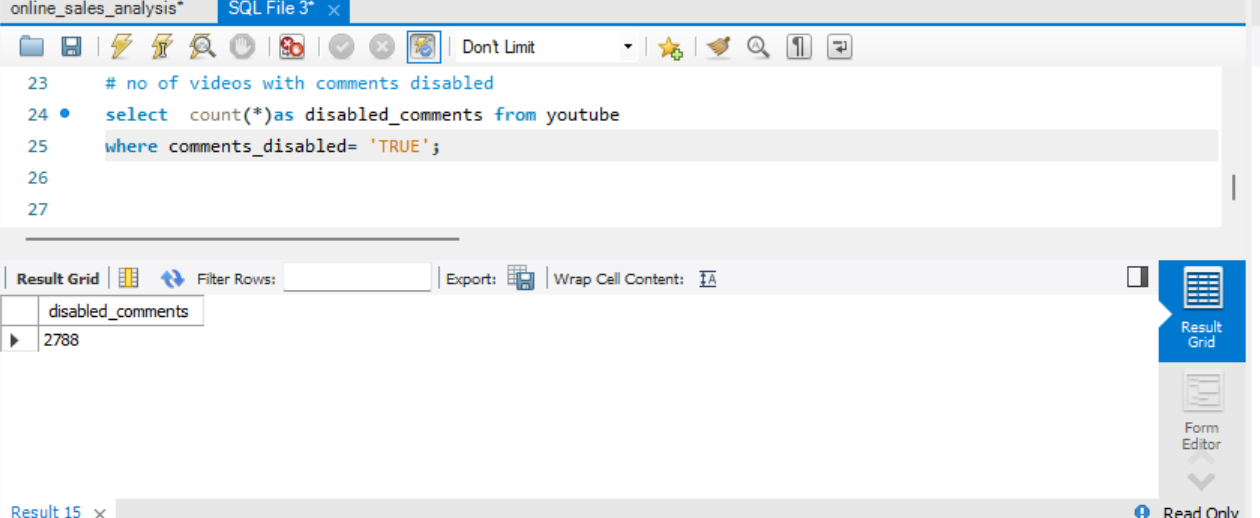 online_sales_analysis* SQL File 3* ×
Don't Limit
23 # no of videos with comments disabled
24 select count(*)as disabled_comments from youtube
25 where comments_disabled= 'TRUE';
26
27
Result Grid Filter Rows: Export: Wrap Cell Content: IA
disabled_comments
2788
Result
Grid
Form
Editor
Result 15 × Read Only